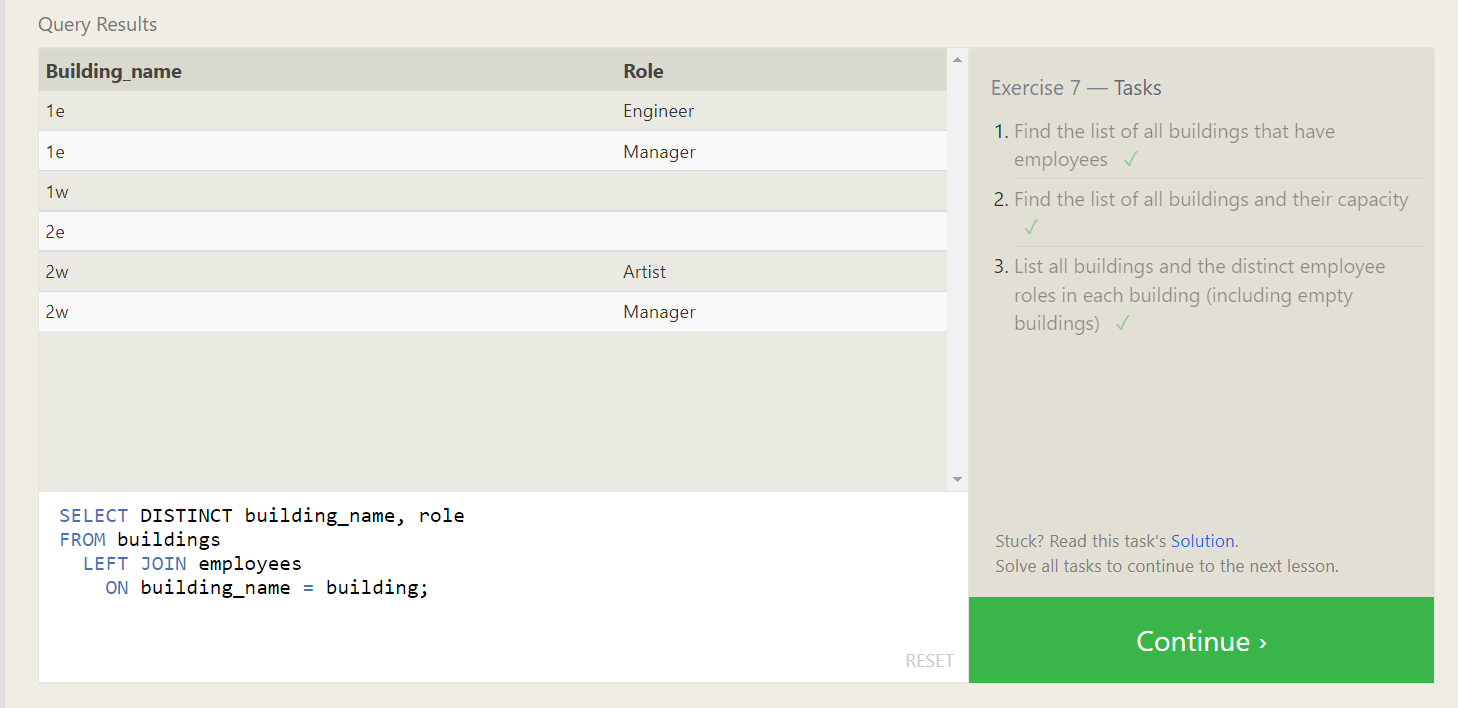 Query Results
Building_name Role
1e Engineer
1e Manager
1w
2e
2w Artist
2w Manager
SELECT DISTINCT building_name, role
FROM buildings
LEFT JOIN employees
ON building_name = building;
RESET
Exercise 7 — Tasks
1. Find the list of all buildings that have
employees ✓
2. Find the list of all buildings and their capacity
✓
3. List all buildings and the distinct employee
roles in each building (including empty
buildings) ✓
Stuck? Read this task's Solution.
Solve all tasks to continue to the next lesson.
Continue ›